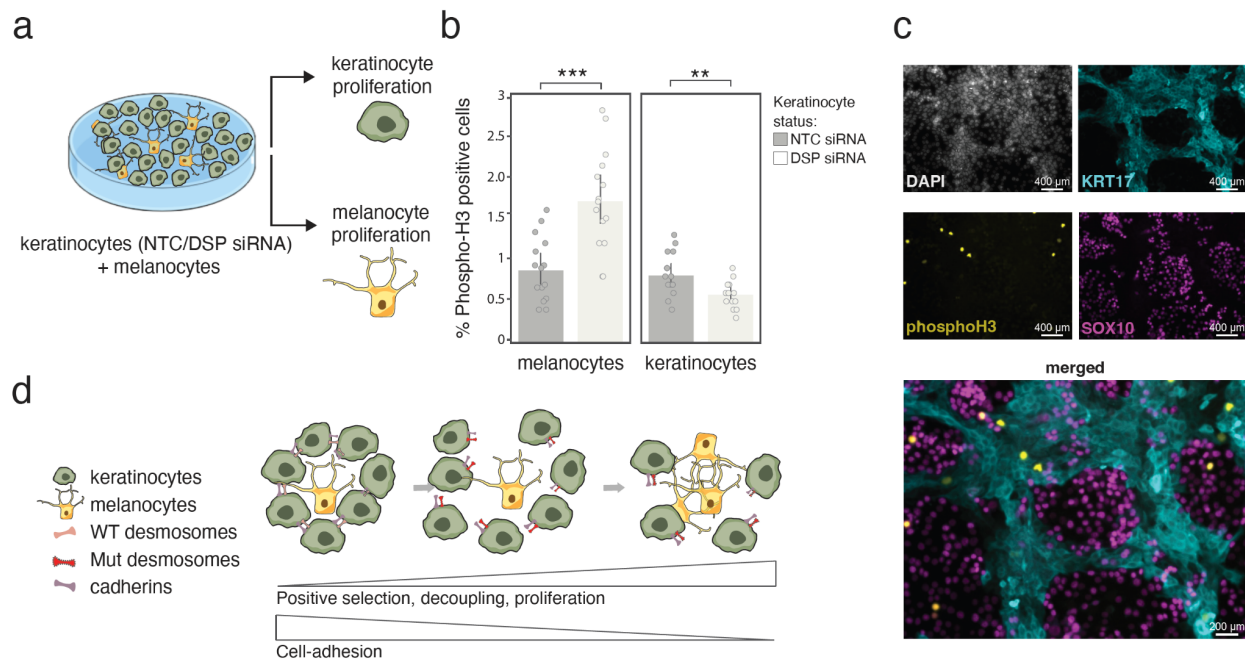 a
keratinocyte
proliferation
melanocyte
proliferation
keratinocytes (NTC/DSP siRNA)
+ melanocytes
b
***
**
% Phospho-H3 positive cells
3
2.5
2.0
1.5
1
0.5
0
melanocytes
keratinocytes
Keratinocyte
status:
NTC siRNA
DSP siRNA
c
DAPI
400 µm
KRT17
400 µm
phosphoH3
400 µm
SOX10
400 µm
merged
200 µm
d
keratinocytes
melanocytes
WT desmosomes
Mut desmosomes
cadherins
Positive selection, decoupling, proliferation
Cell-adhesion